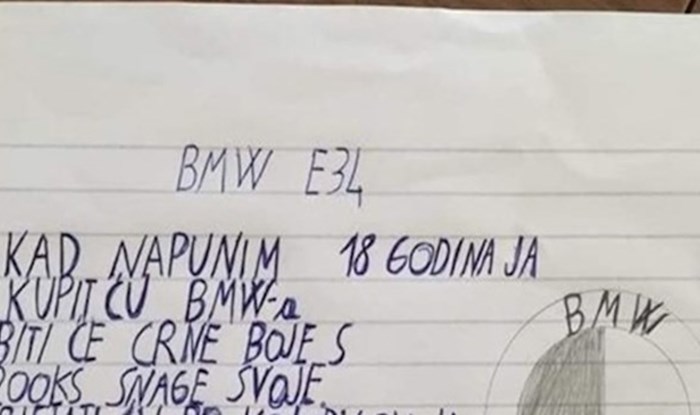 BMW E34
KAD NAPUNIM 18 GODINA JA
KUPIT ĆU BMW-a
BITI ĆE CRNE BOJE S
SNAGE SVOJE.
BMW